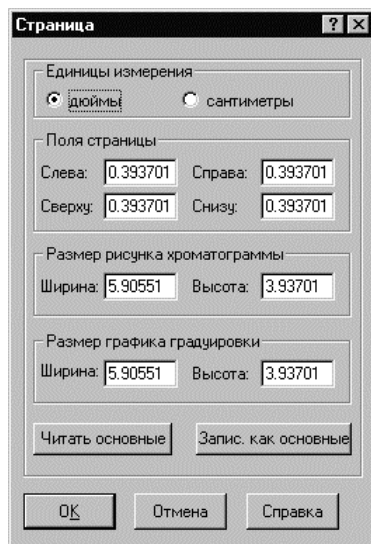 Страница
Единицы измерения
дюймы сантиметры
Поля страницы
Слева: 0.393701 Справа: 0.393701
Сверху: 0.393701 Снизу: 0.393701
Размер рисунка хроматограммы
Ширина: 5.90551 Высота: 3.93701
Размер графика градуировки
Ширина: 5.90551 Высота: 3.93701
Читать основные Запис. как основные
OK Отмена Справка